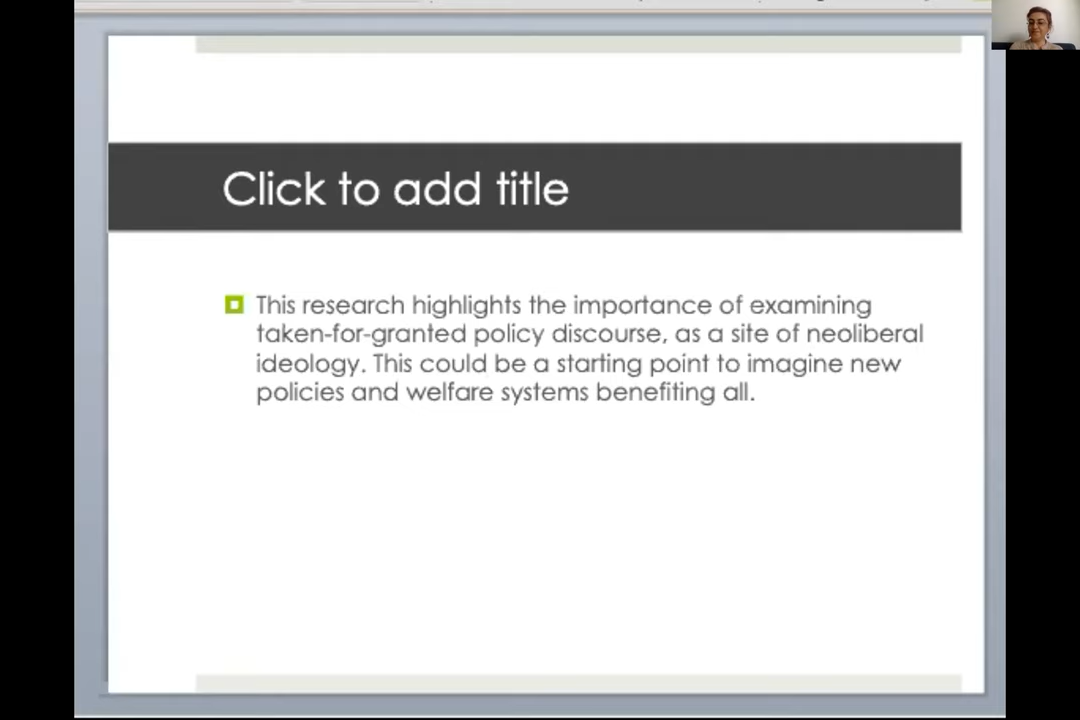 Click to add title
This research highlights the importance of examining
taken-for-granted policy discourse, as a site of neoliberal
ideology. This could be a starting point to imagine new
policies and welfare systems benefiting all.